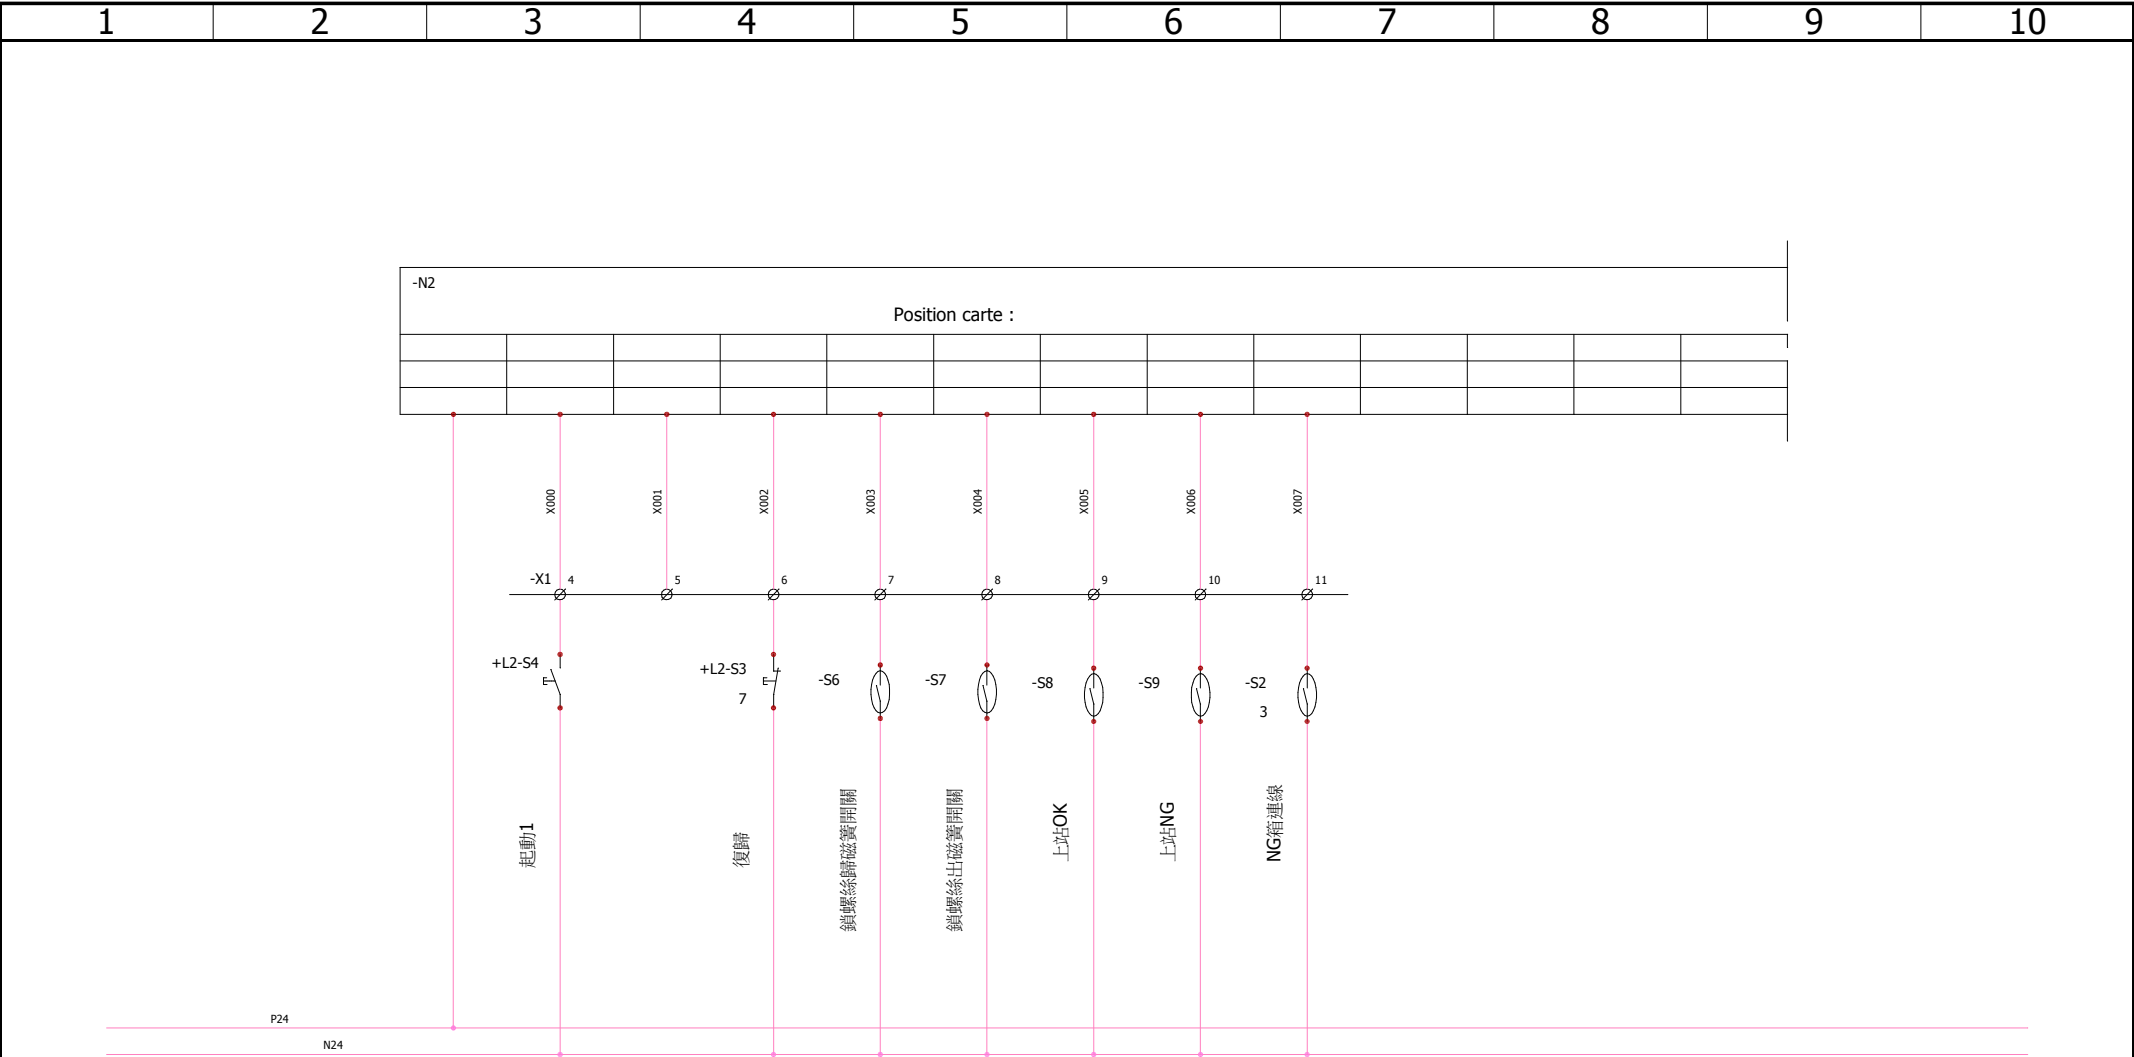 1 2 3 4 5 6 7 8 9 10
-N2
Position carte :
X000
X001
X002
X003
X004
X005
X006
X007
-X1 4 5 6 7 8 9 10 11
+L2-S4
+L2-S3
7
-S6
-S7
-S8
-S9
-S2
3
起動1
復歸
鎖螺絲歸磁簧開關
鎖螺絲出磁簧開關
上站OK
上站NG
NG箱連線
P24
N24